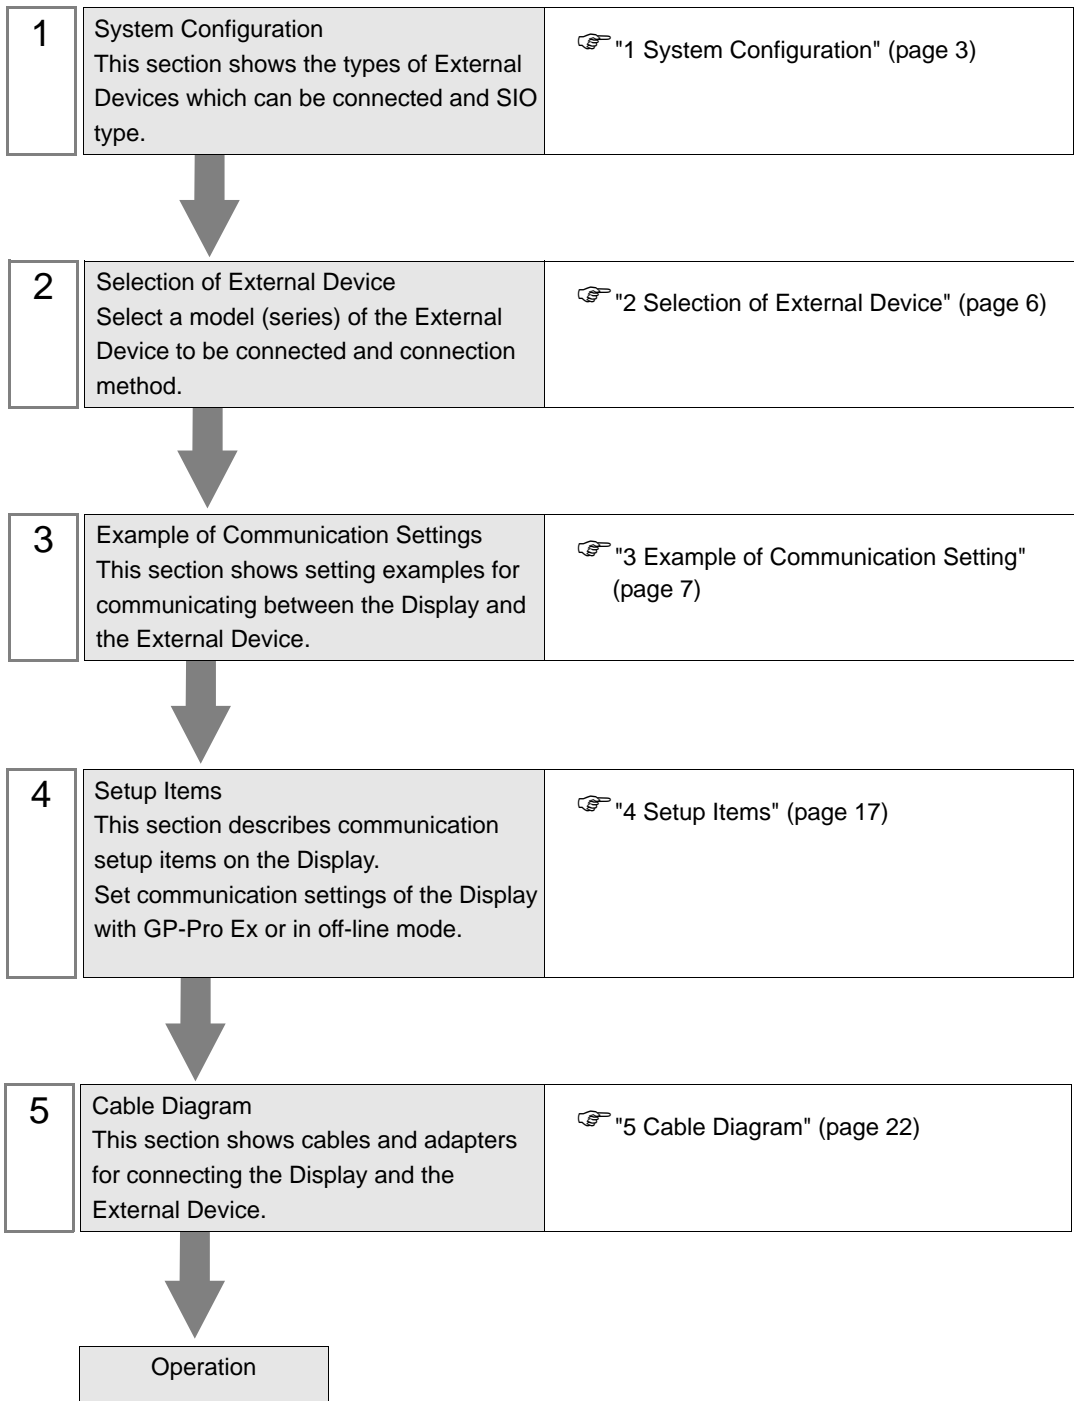 1
System Configuration
This section shows the types of External
Devices which can be connected and SIO
type.
"1 System Configuration" (page 3)
2
Selection of External Device
Select a model (series) of the External
Device to be connected and connection
method.
"2 Selection of External Device" (page 6)
3
Example of Communication Settings
This section shows setting examples for
communicating between the Display and
the External Device.
"3 Example of Communication Setting"
(page 7)
4
Setup Items
This section describes communication
setup items on the Display.
Set communication settings of the Display
with GP-Pro Ex or in off-line mode.
"4 Setup Items" (page 17)
5
Cable Diagram
This section shows cables and adapters
for connecting the Display and the
External Device.
"5 Cable Diagram" (page 22)
Operation